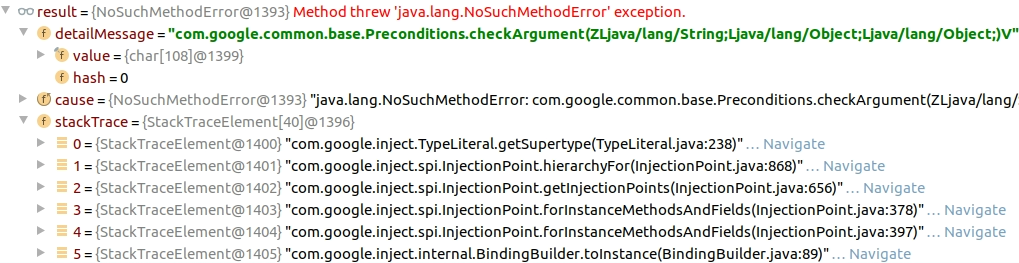 result = {NoSuchMethodError@1393} Method threw 'java.lang.NoSuchMethodError' exception.
detailMessage = "com.google.common.base.Preconditions.checkArgument(ZLjava/lang/String;Ljava/lang/Object;Ljava/lang/Object;)V"
value = {char[108]@1399}
hash = 0
cause = {NoSuchMethodError@1393} "java.lang.NoSuchMethodError: com.google.common.base.Preconditions.checkArgument(ZLjava/lang/
stackTrace = {StackTraceElement[40]@1396}
0 = {StackTraceElement@1400} "com.google.inject.TypeLiteral.getSupertype(TypeLiteral.java:238)"... Navigate
1 = {StackTraceElement@1401} "com.google.inject.spi.InjectionPoint.hierarchyFor(InjectionPoint.java:868)"... Navigate
2 = {StackTraceElement@1402} "com.google.inject.spi.InjectionPoint.getInjectionPoints(InjectionPoint.java:656)"... Navigate
3 = {StackTraceElement@1403} "com.google.inject.spi.InjectionPoint.forInstanceMethodsAndFields(InjectionPoint.java:378)"... Navigate
4 = {StackTraceElement@1404} "com.google.inject.spi.InjectionPoint.forInstanceMethodsAndFields(InjectionPoint.java:397)"... Navigate
5 = {StackTraceElement@1405} "com.google.inject.internal.BindingBuilder.toInstance(BindingBuilder.java:89)"... Navigate